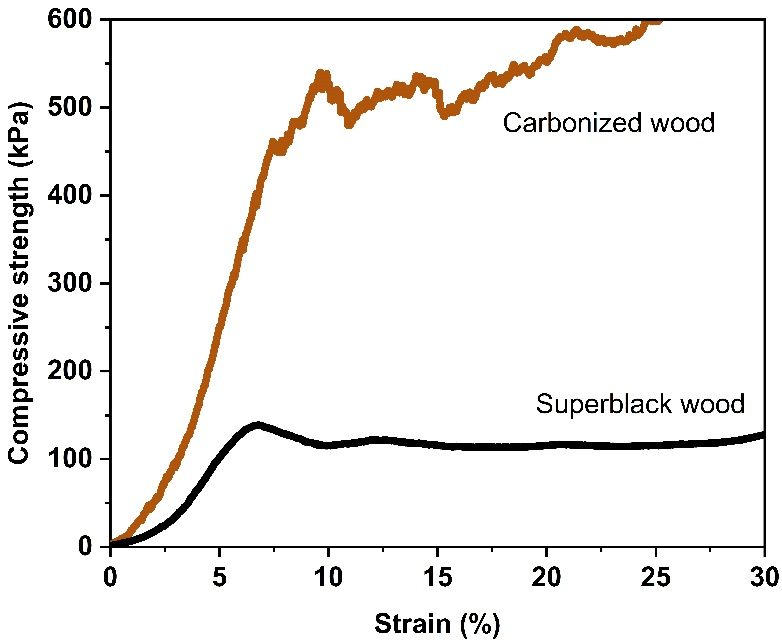 600
500
400
300
200
100
0
Compressive strength (kPa)
Carbonized wood
Superblack wood
0 5 10 15 20 25 30
Strain (%)